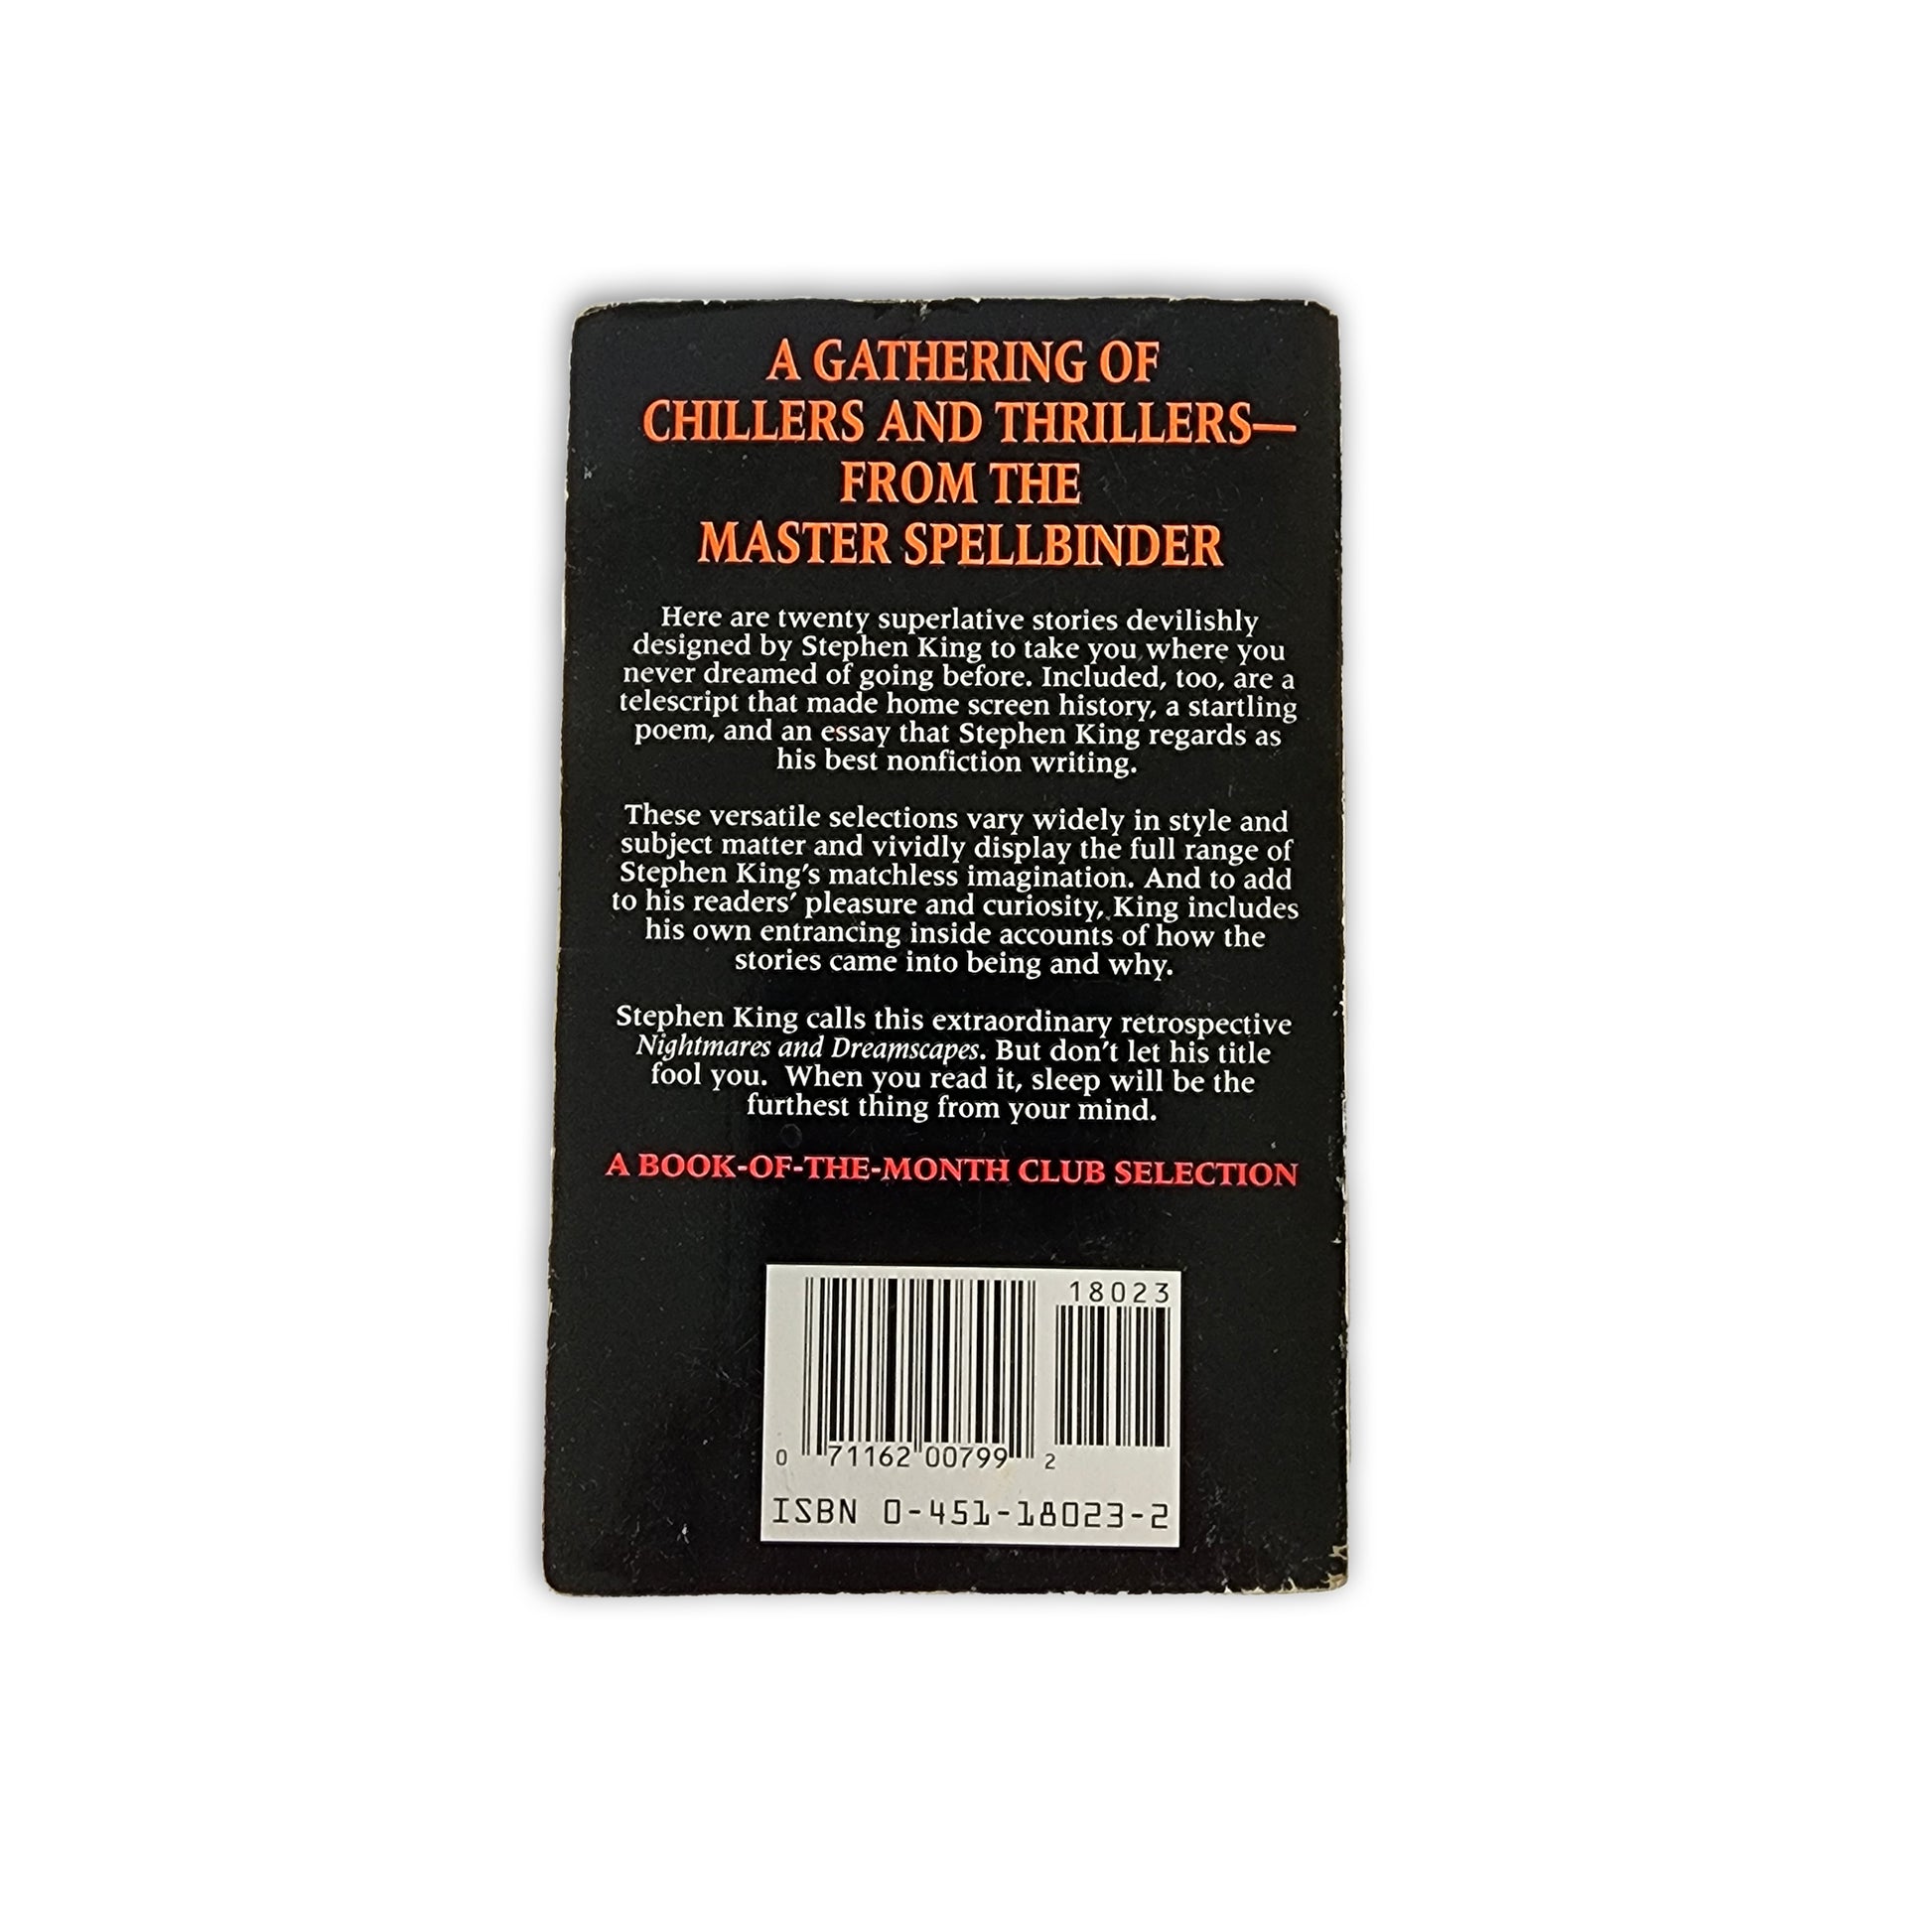 A GATHERING OF
CHILLERS AND THRILLERS—
FROM THE
MASTER SPELLBINDER
Here are twenty superlative stories devilishly
designed by Stephen King to take you where you
never dreamed of going before. Included, too, are a
telescript that made home screen history, a startling
poem, and an essay that Stephen King regards as
his best nonfiction writing.
These versatile selections vary widely in style and
subject matter and vividly display the full range of
Stephen King's matchless imagination. And to add
to his readers' pleasure and curiosity, King includes
his own entrancing inside accounts of how the
stories came into being and why.
Stephen King calls this extraordinary retrospective
Nightmares and Dreamscapes. But don't let his title
fool you. When you read it, sleep will be the
furthest thing from your mind.
A BOOK-OF-THE-MONTH CLUB SELECTION
18023
0 71162 00799 2
ISBN 0-451-18023-2